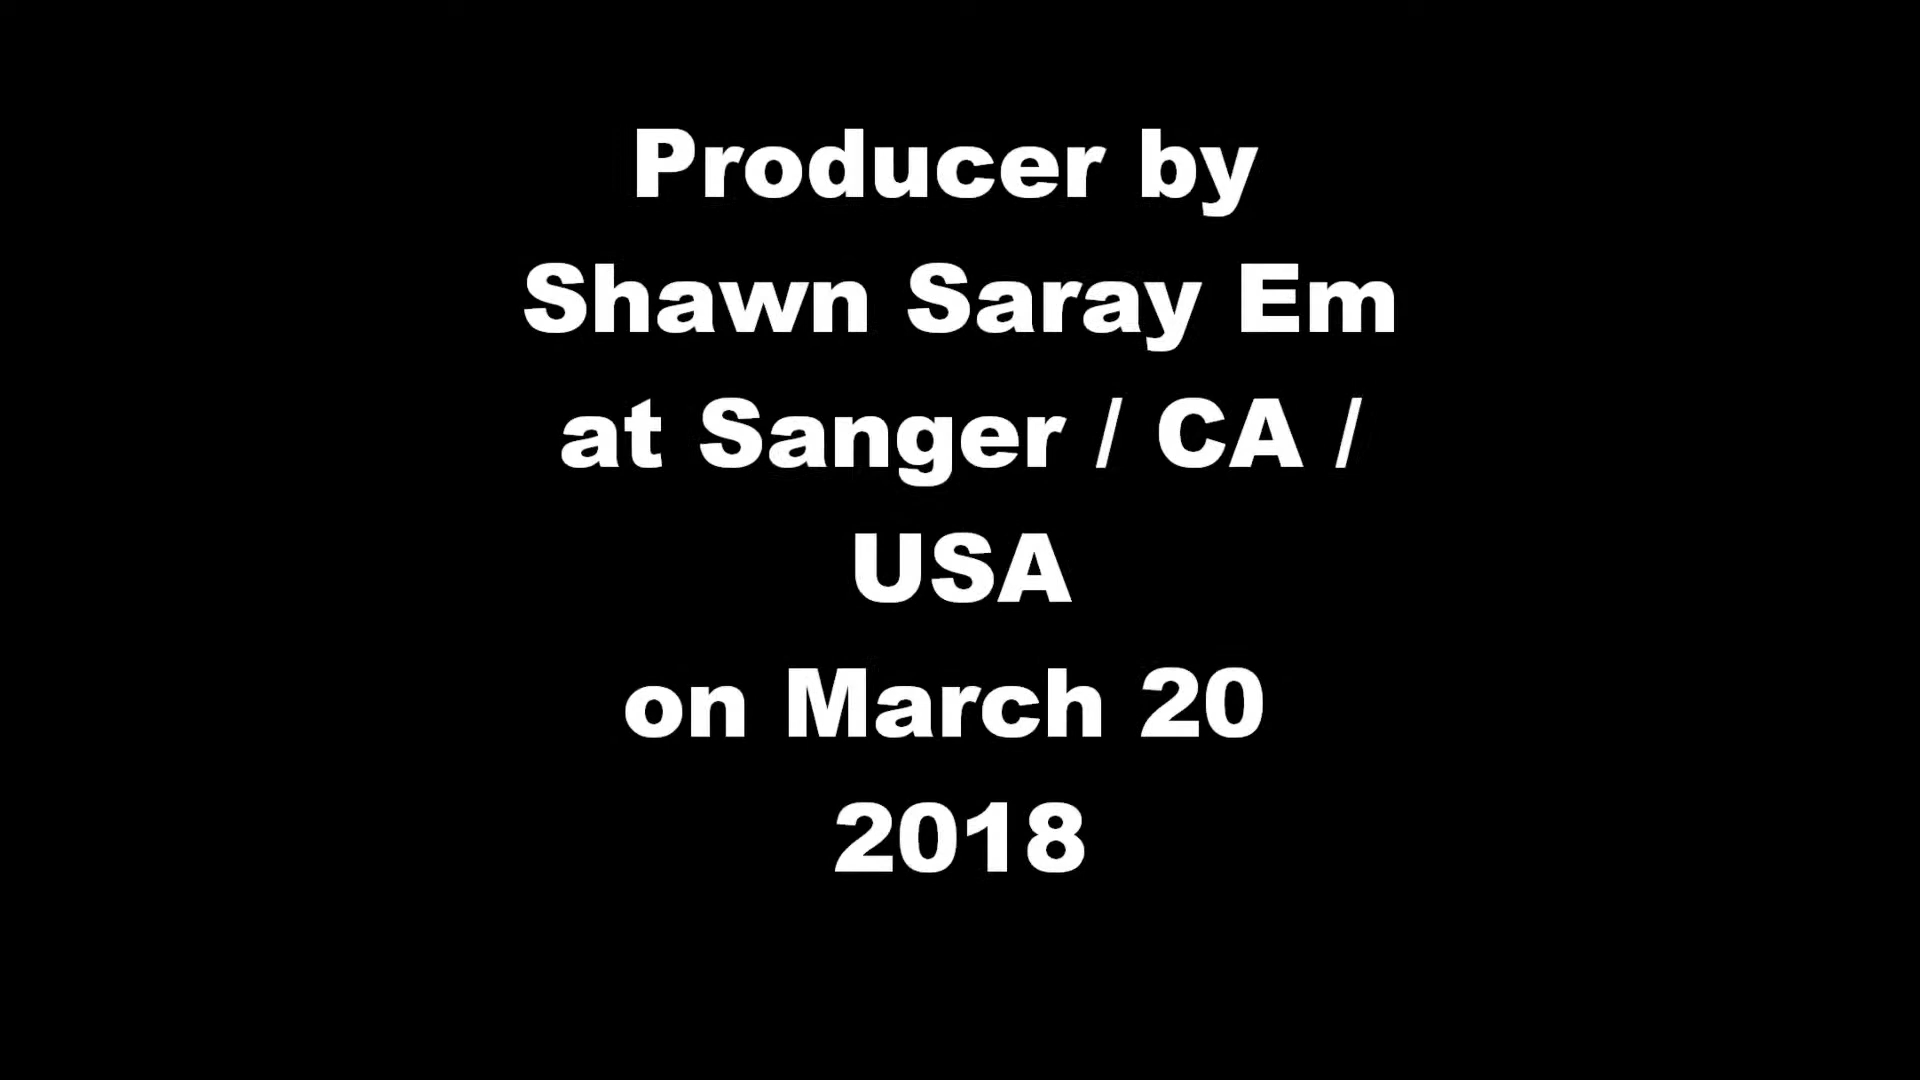 Producer by
Shawn Saray Em
at Sanger / CA /
USA
on March 20
2018